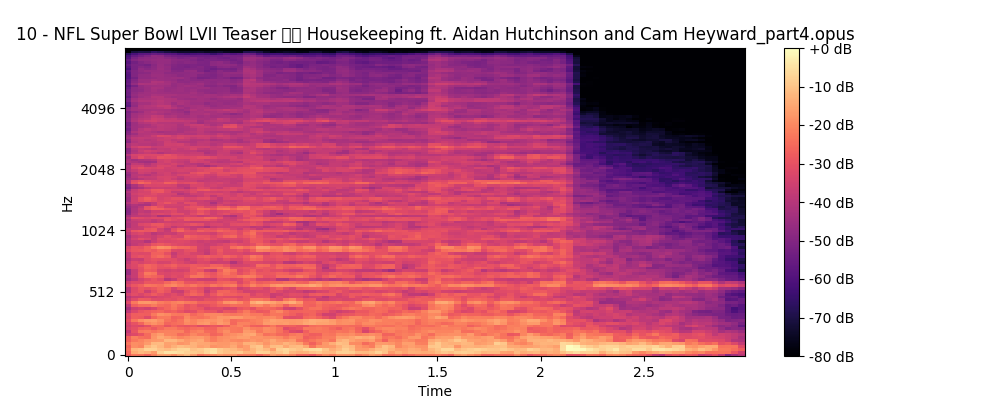 10 - NFL Super Bowl LVII Teaser ▯▯ Housekeeping ft. Aidan Hutchinson and Cam Heyward_part4.opus
+0 dB
4096
-10 dB
-20 dB
2048
-30 dB
Hz
-40 dB
1024
-50 dB
512
-60 dB
-70 dB
0
-80 dB
0
0.5
1
1.5
2
2.5
Time